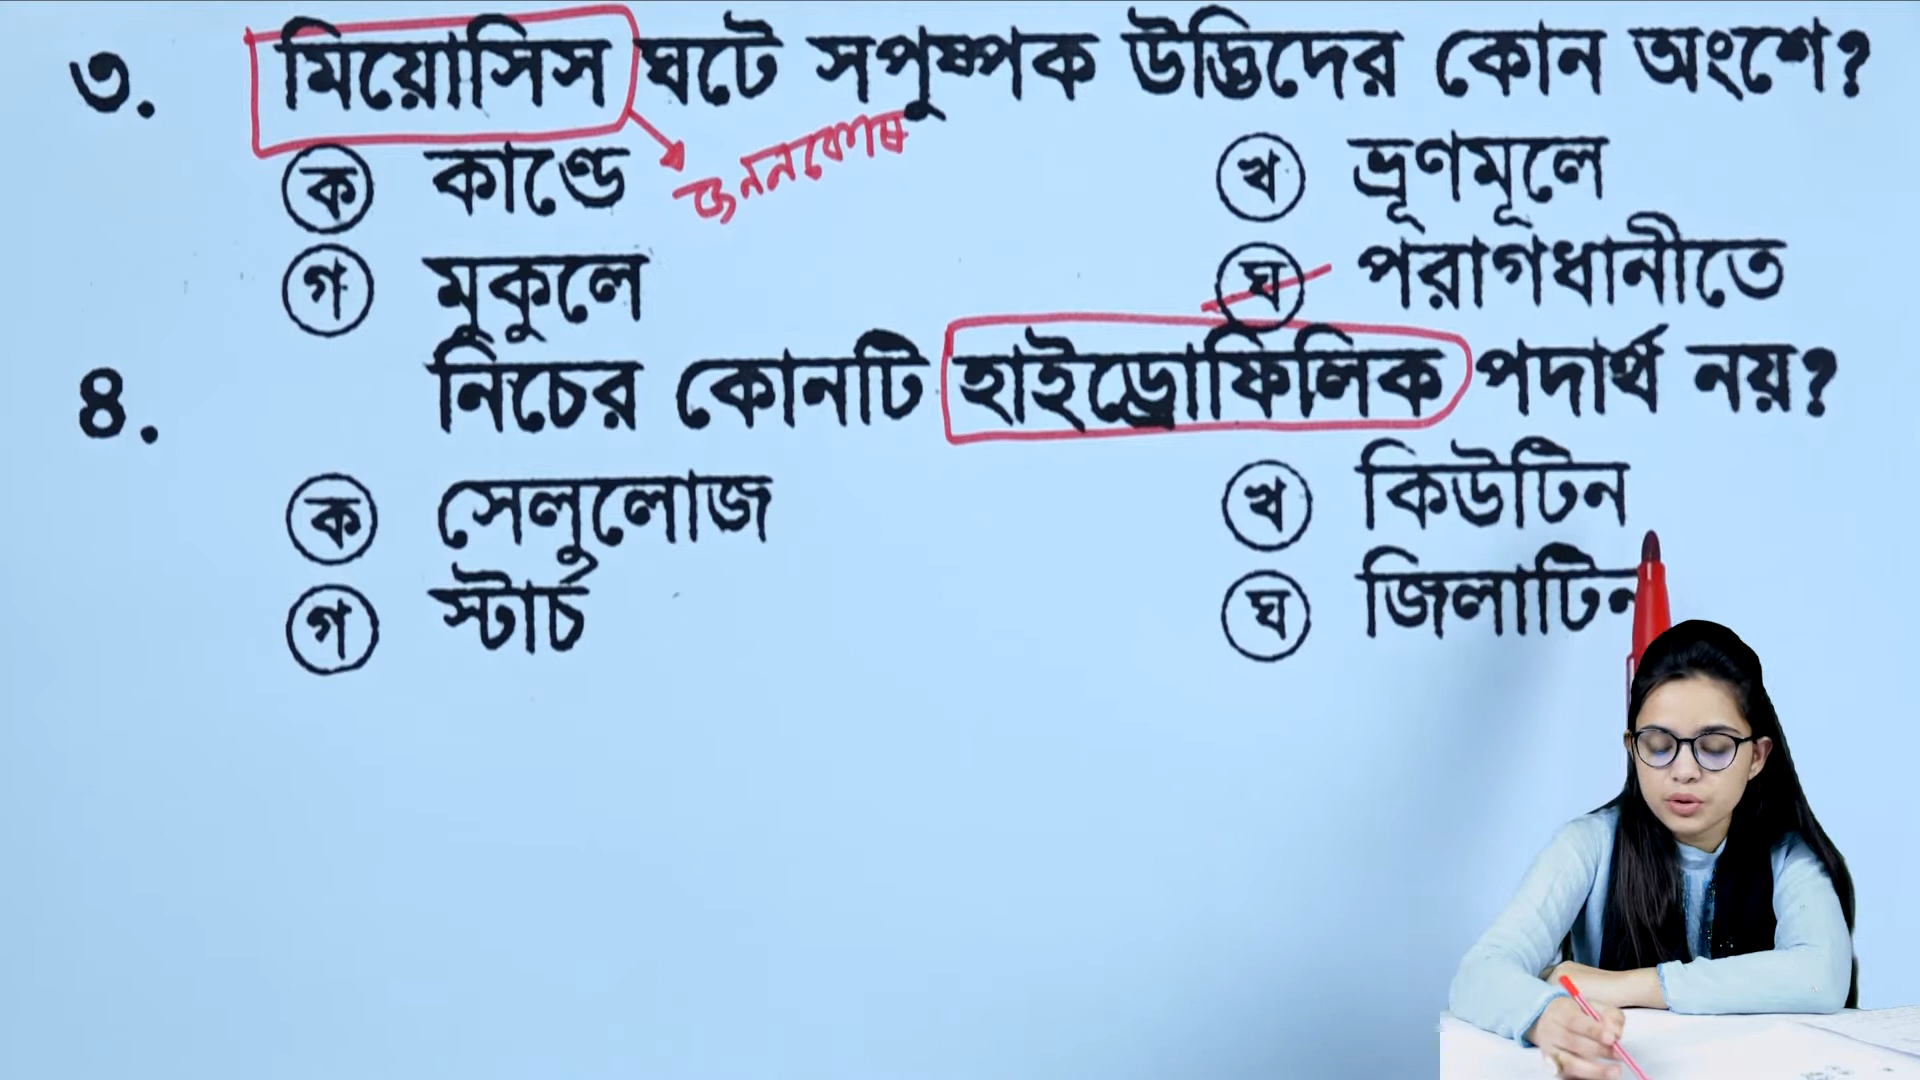 ৩. মিয়োসিস ঘটে সপুষ্পক উদ্ভিদের কোন অংশে?
জননকোষ
ক কাণ্ডে খ ভ্রূণমূলে
গ মুকুলে ঘ পরাগধানীতে
৪. নিচের কোনটি হাইড্রোফিলিক পদার্থ নয়?
ক সেলুলোজ খ কিউটিন
গ স্টার্চ ঘ জিলাটিন